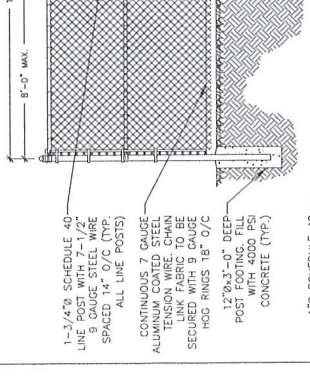 8'-0" MAX.
1-3/4"Ø SCHEDULE 40
LINE POST WITH 7-1/2"
9 GAUGE STEEL WIRE
SPACED 14" O/C (TYP.
ALL LINE POSTS)
CONTINUOUS 7 GAUGE
ALUMINUM COATED STEEL
TENSION WIRE. CHAIN
LINK FABRIC TO BE
SECURED WITH 9 GAUGE
HOG RINGS 18" O/C
12"Øx3'-0" DEEP
POST FOOTING. FILL
WITH 4000 PSI
CONCRETE (TYP.)